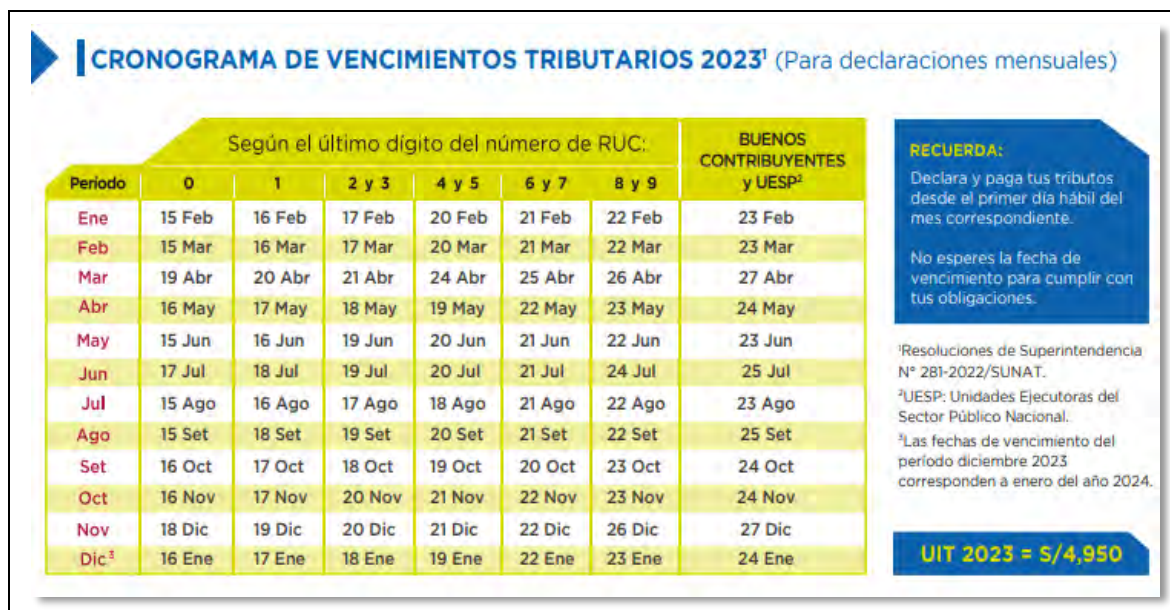 CRONOGRAMA DE VENCIMIENTOS TRIBUTARIOS 2023¹ (Para declaraciones mensuales)
Según el último dígito del número de RUC:
BUENOS
CONTRIBUYENTES
y UESP²
Período 0 1 2 y 3 4 y 5 6 y 7 8 y 9
Ene 15 Feb 16 Feb 17 Feb 20 Feb 21 Feb 22 Feb 23 Feb
Feb 15 Mar 16 Mar 17 Mar 20 Mar 21 Mar 22 Mar 23 Mar
Mar 19 Abr 20 Abr 21 Abr 24 Abr 25 Abr 26 Abr 27 Abr
Abr 16 May 17 May 18 May 19 May 22 May 23 May 24 May
May 15 Jun 16 Jun 19 Jun 20 Jun 21 Jun 22 Jun 23 Jun
Jun 17 Jul 18 Jul 19 Jul 20 Jul 21 Jul 24 Jul 25 Jul
Jul 15 Ago 16 Ago 17 Ago 18 Ago 21 Ago 22 Ago 23 Ago
Ago 15 Set 18 Set 19 Set 20 Set 21 Set 22 Set 25 Set
Set 16 Oct 17 Oct 18 Oct 19 Oct 20 Oct 23 Oct 24 Oct
Oct 16 Nov 17 Nov 20 Nov 21 Nov 22 Nov 23 Nov 24 Nov
Nov 18 Dic 19 Dic 20 Dic 21 Dic 22 Dic 26 Dic 27 Dic
Dic³ 16 Ene 17 Ene 18 Ene 19 Ene 22 Ene 23 Ene 24 Ene
RECUERDA:
Declara y paga tus tributos
desde el primer día hábil del
mes correspondiente.
No esperes la fecha de
vencimiento para cumplir con
tus obligaciones.
¹Resoluciones de Superintendencia
N° 281-2022/SUNAT.
²UESP: Unidades Ejecutoras del
Sector Público Nacional.
³Las fechas de vencimiento del
período diciembre 2023
corresponden a enero del año 2024.
UIT 2023 = S/4,950